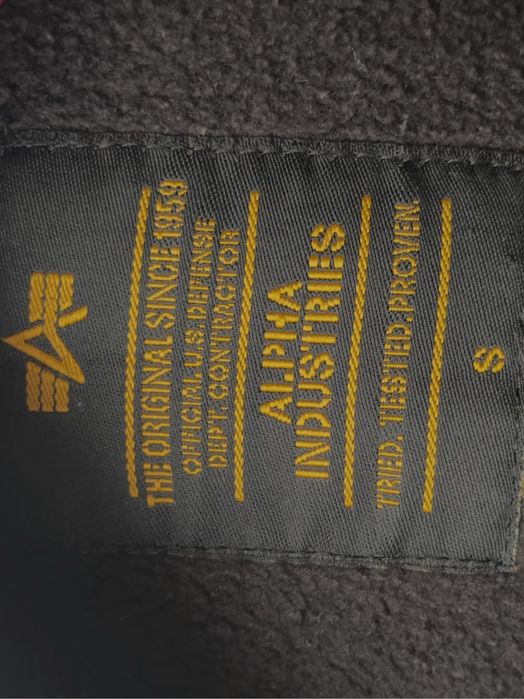 THE ORIGINAL SINCE 1959
OFFICIAL U.S. DEFENSE
DEPT. CONTRACTOR
ALPHA
INDUSTRIES
TRIED. TESTED. PROVEN.
S